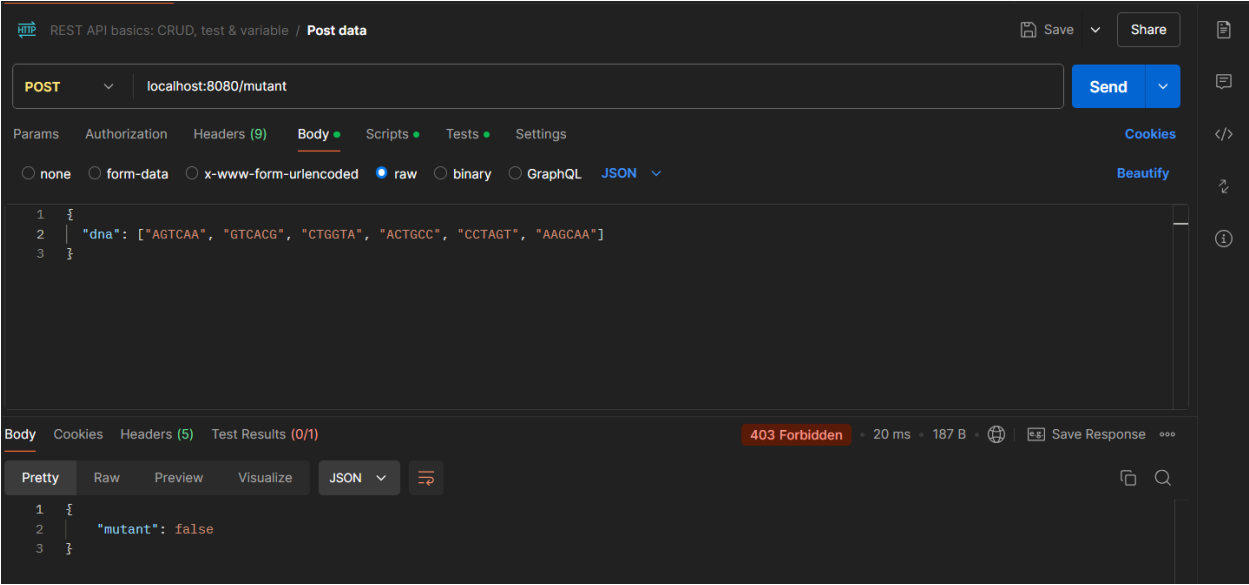 HTTP REST API basics: CRUD, test & variable / Post data Save Share
POST localhost:8080/mutant Send
Params Authorization Headers (9) Body Scripts Tests Settings Cookies
none form-data x-www-form-urlencoded raw binary GraphQL JSON Beautify
1 {
2 "dna": ["AGTCAA", "GTCACG", "CTGGTA", "ACTGCC", "CCTAGT", "AAGCAA"]
3 }
Body Cookies Headers (5) Test Results (0/1) 403 Forbidden 20 ms 187 B e.g. Save Response
Pretty Raw Preview Visualize JSON
1 {
2 "mutant": false
3 }